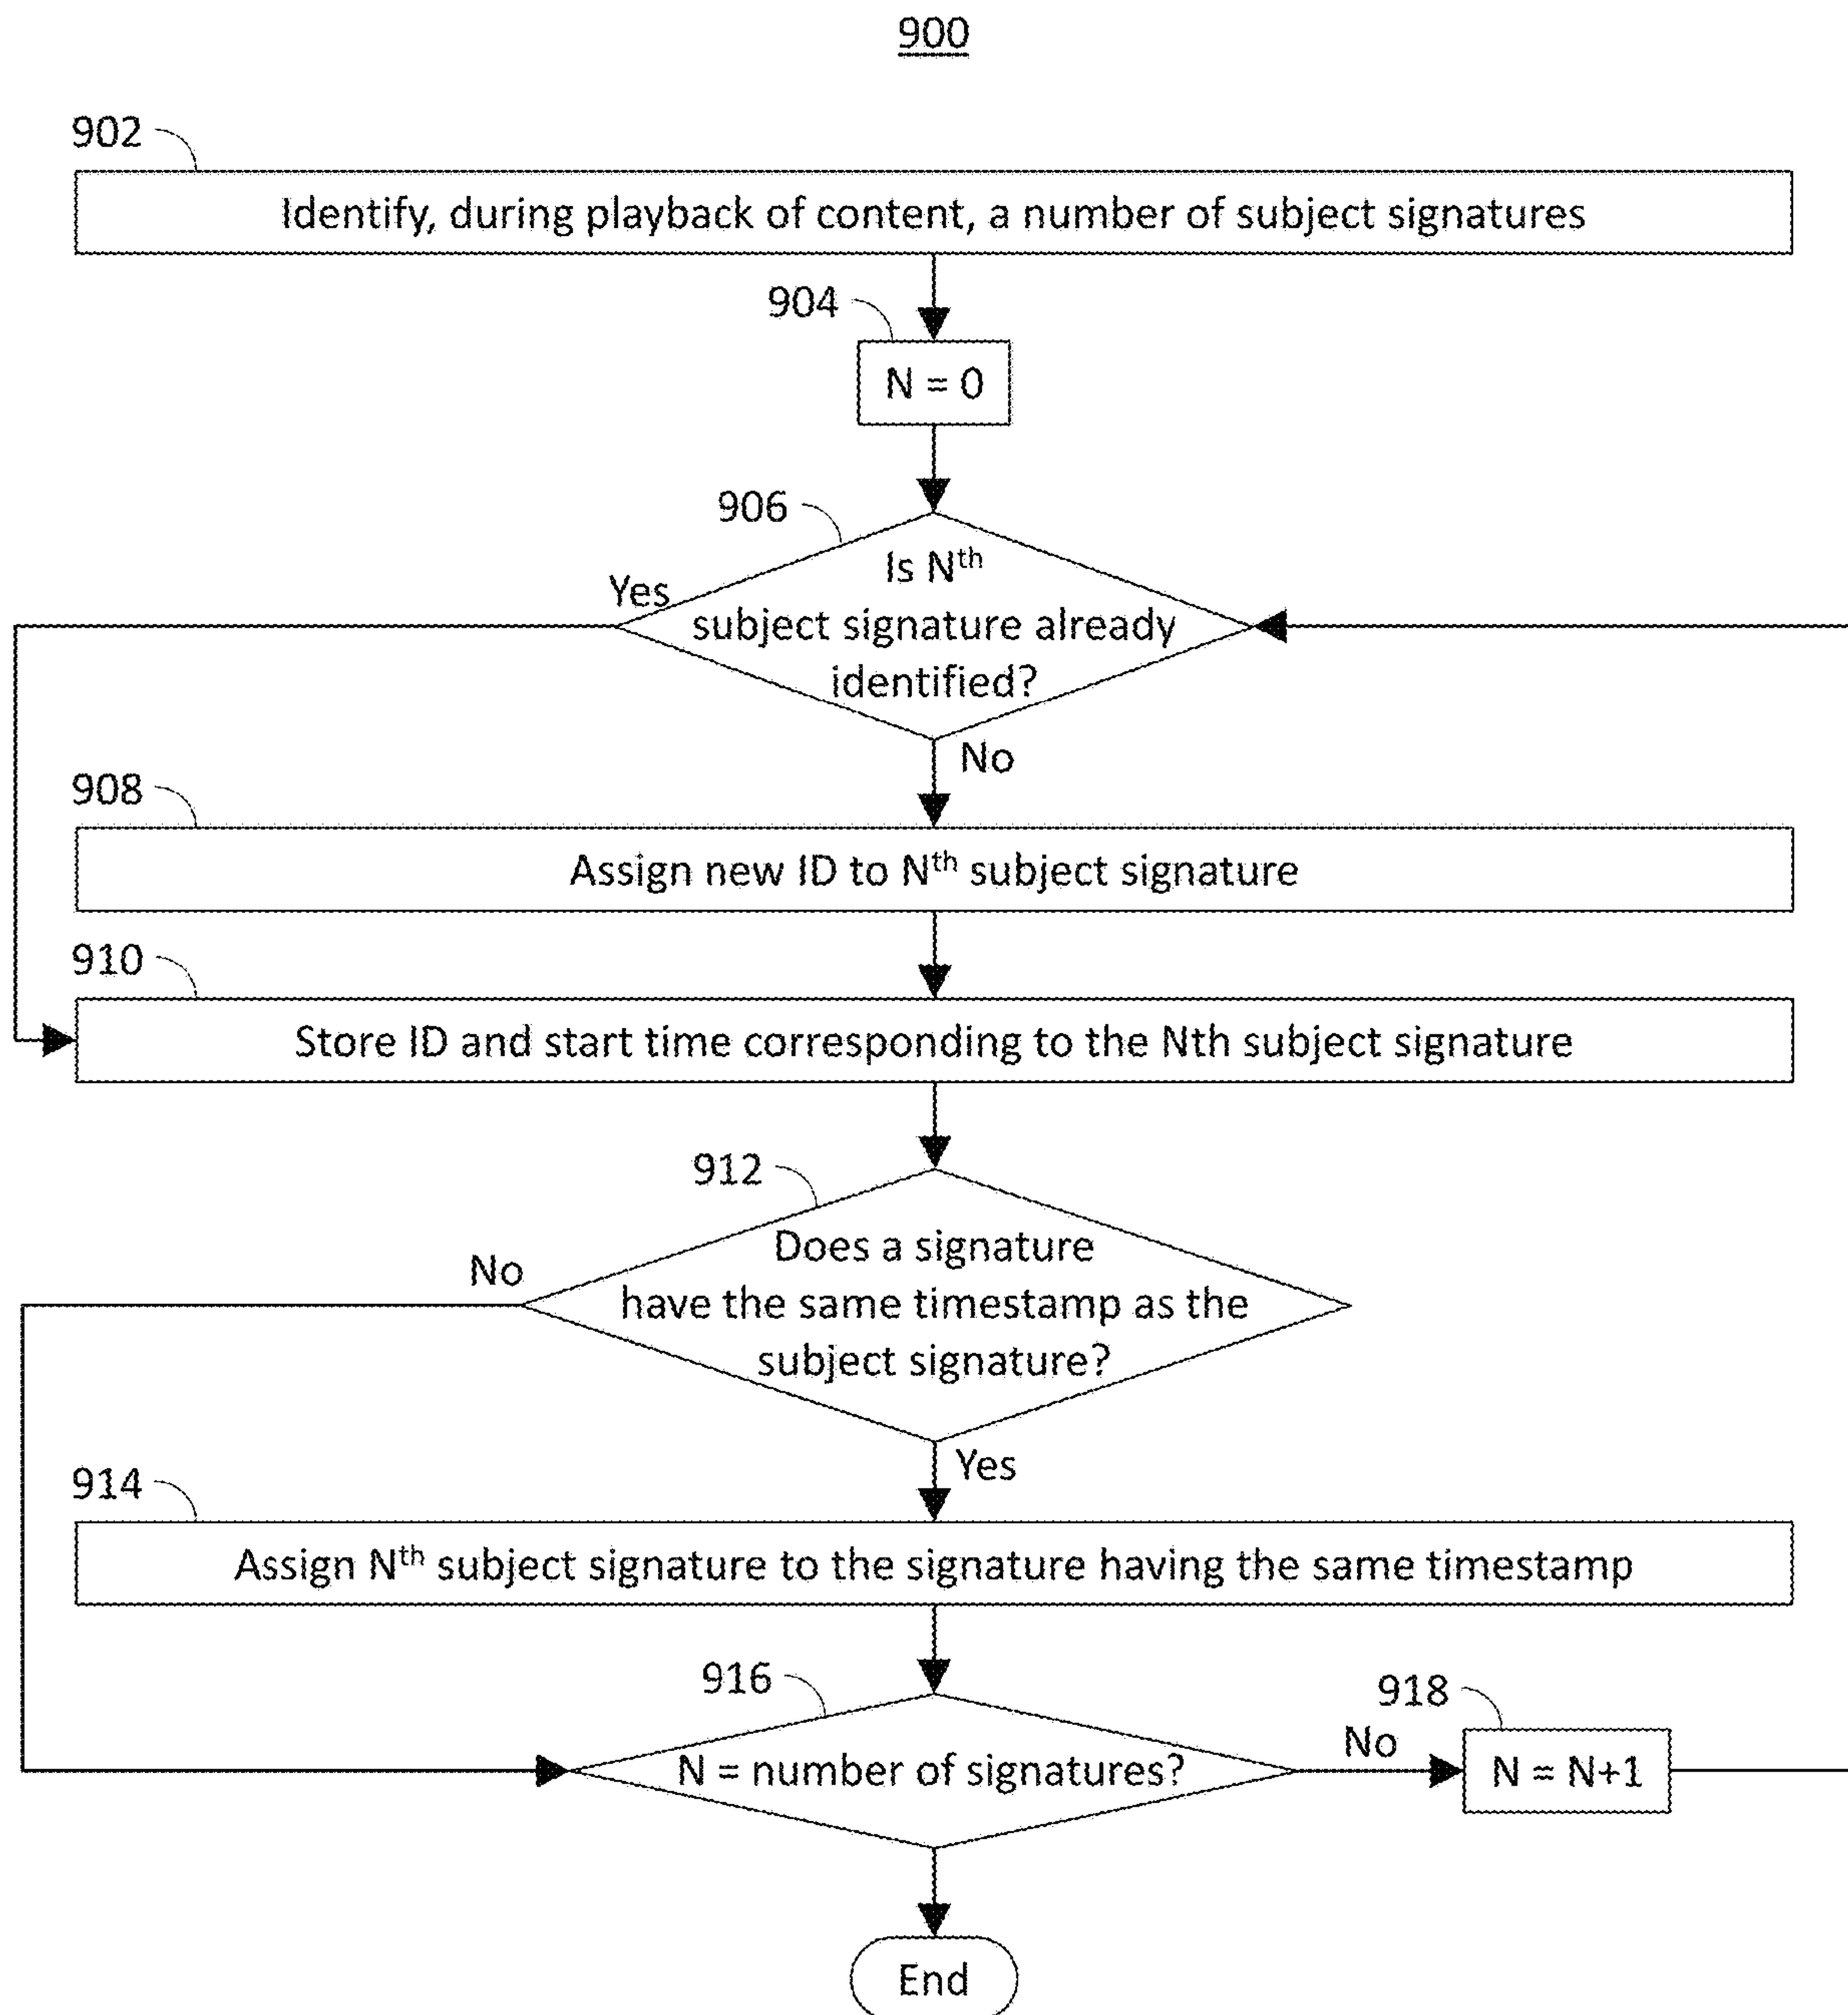 900
902
Identify, during playback of content, a number of subject signatures
904
N = 0
906
Is Nth
Yes
subject signature already
identified?
No
908
Assign new ID to Nth subject signature
910
Store ID and start time corresponding to the Nth subject signature
912
Does a signature
No
have the same timestamp as the
subject signature?
Yes
914
Assign Nth subject signature to the signature having the same timestamp
916
918
No
N = number of signatures?
N = N+1
End